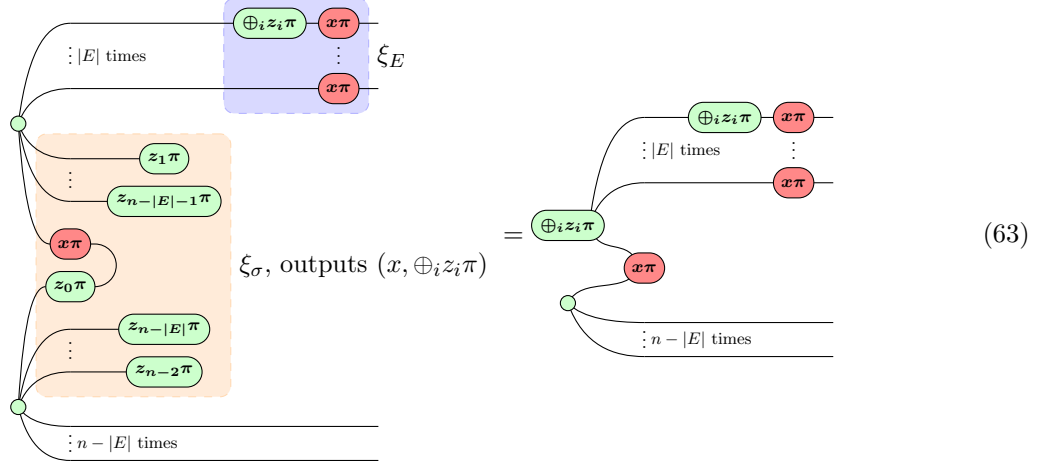 ⊕ᵢzᵢπ xπ
⋮ |E| times ⋮ ξ_E
xπ
z₁π
⋮
z_{n−|E|−1}π
xπ
z₀π
ξ_σ, outputs (x, ⊕ᵢzᵢπ)
z_{n−|E|}π
⋮
z_{n−2}π
⋮ n − |E| times
=
⊕ᵢzᵢπ xπ
⋮ |E| times ⋮
xπ
⊕ᵢzᵢπ
xπ
⋮ n − |E| times
(63)